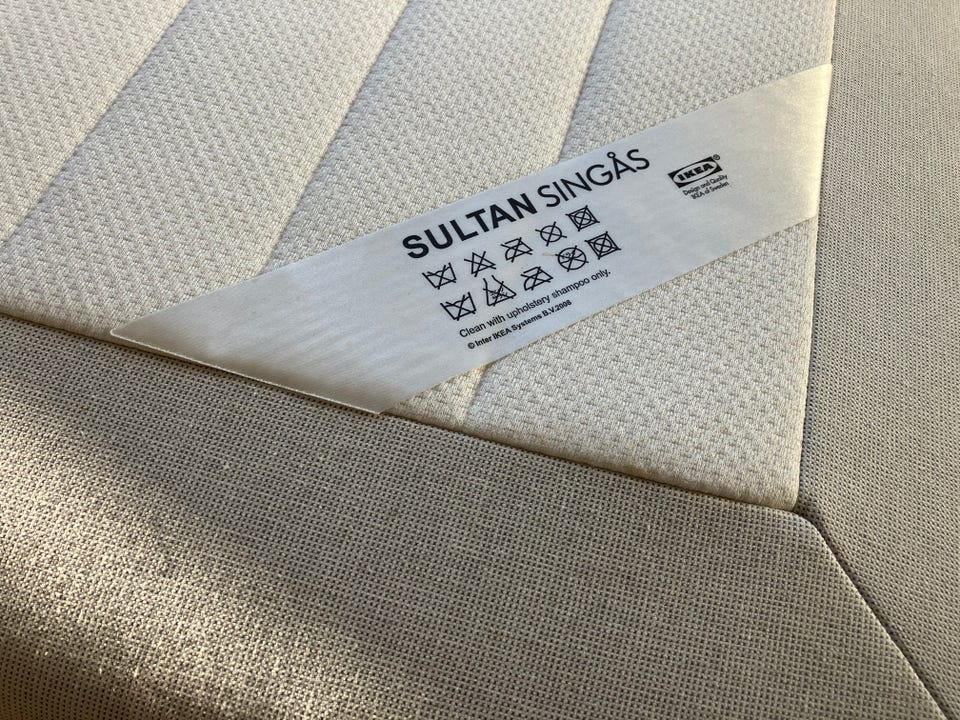 SULTAN SINGÅS
IKEA®
Design and Quality
IKEA of Sweden
Clean with upholstery shampoo only.
© Inter IKEA Systems B.V.2008